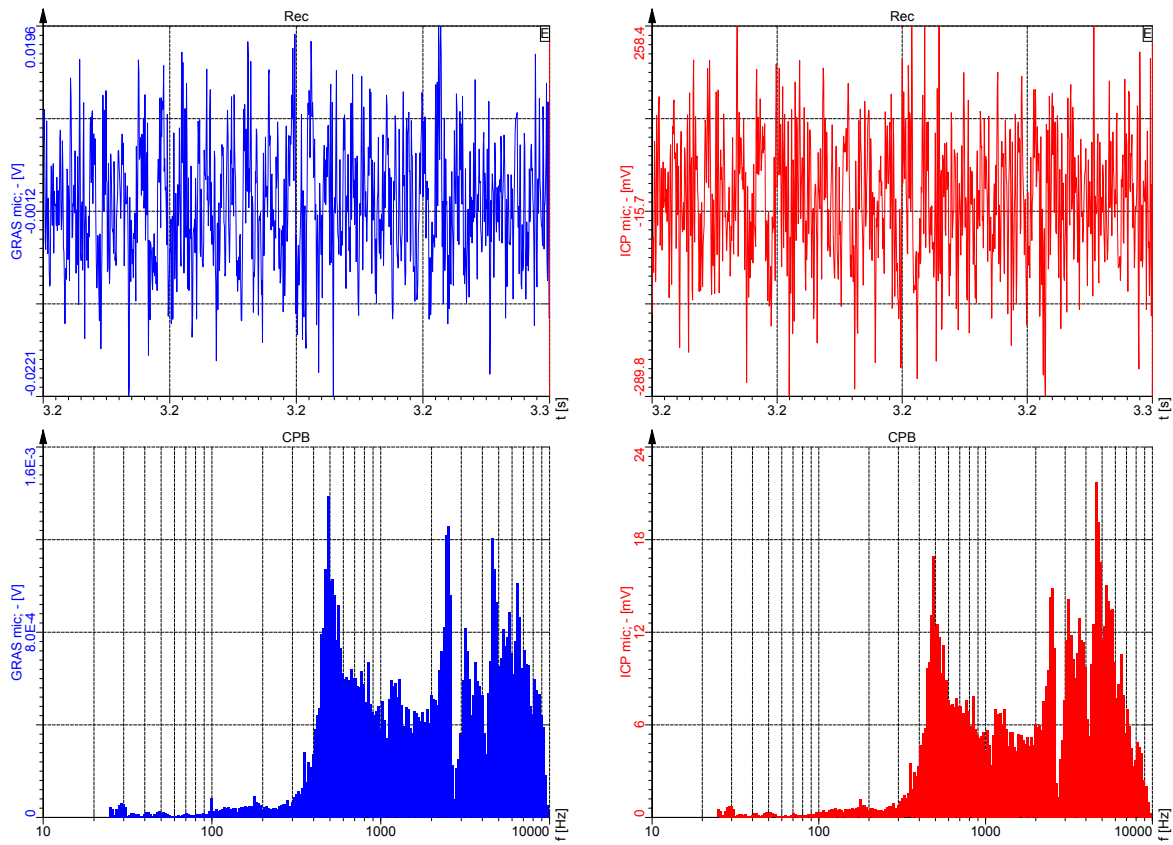 Rec
E
0.0196
GRAS mic; - [V]
-0.0012
-0.0221
3.2 3.2 3.2 3.2 3.3
t [s]
Rec
E
258.4
ICP mic; - [mV]
-15.7
-289.8
3.2 3.2 3.2 3.2 3.3
t [s]
CPB
1.6E-3
GRAS mic; - [V]
8.0E-4
0
10 100 1000 10000
f [Hz]
CPB
24
18
ICP mic; - [mV]
12
6
0
10 100 1000 10000
f [Hz]